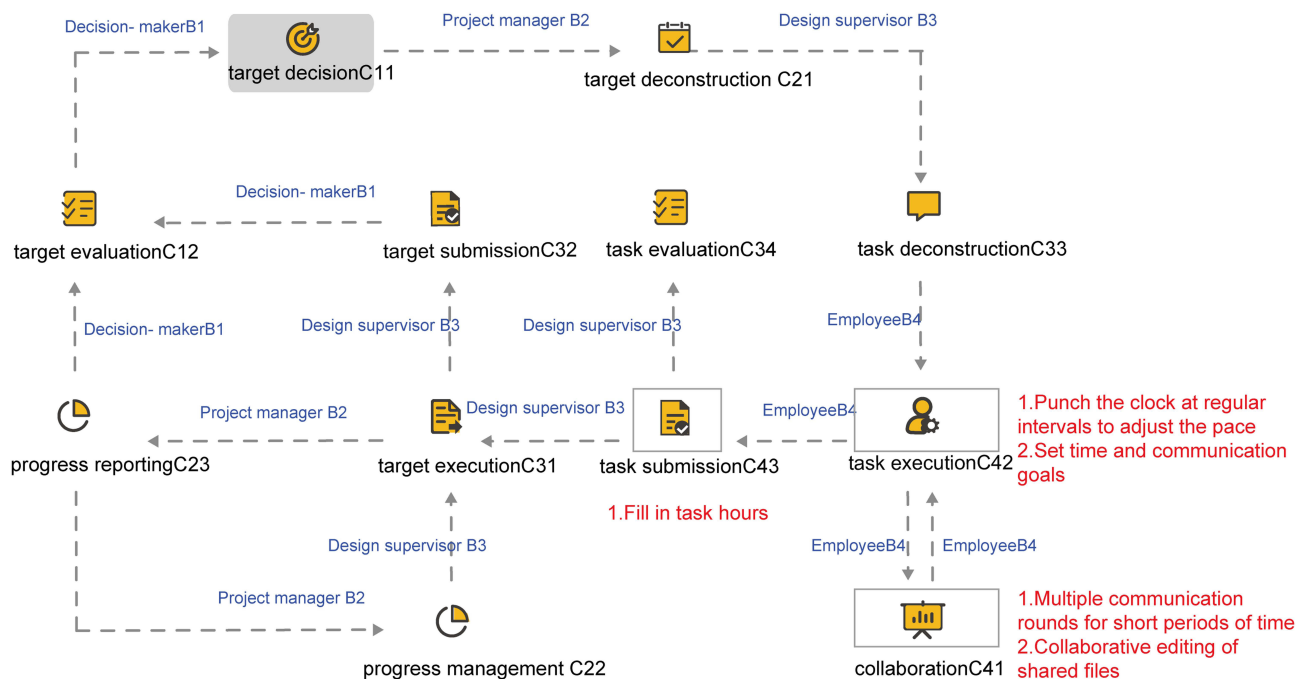 Decision- makerB1
Project manager B2
Design supervisor B3
target decisionC11
target deconstruction C21
Decision- makerB1
target evaluationC12
target submissionC32
task evaluationC34
task deconstructionC33
Decision- makerB1
Design supervisor B3
Design supervisor B3
EmployeeB4
Project manager B2
Design supervisor B3
EmployeeB4
1.Punch the clock at regular
intervals to adjust the pace
2.Set time and communication
goals
progress reportingC23
target executionC31
task submissionC43
task executionC42
1.Fill in task hours
Design supervisor B3
EmployeeB4
EmployeeB4
Project manager B2
1.Multiple communication
rounds for short periods of time
2.Collaborative editing of
shared files
progress management C22
collaborationC41